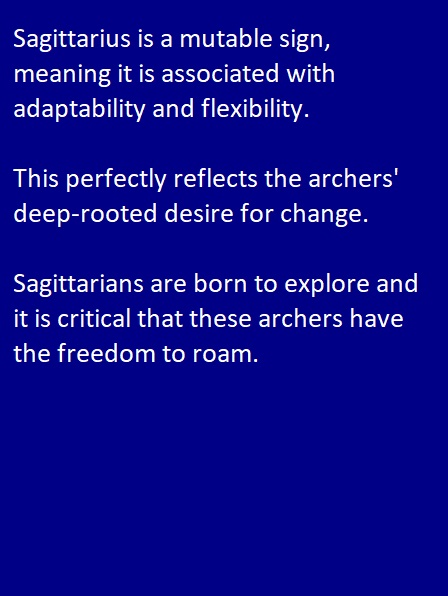 Sagittarius is a mutable sign,
meaning it is associated with
adaptability and flexibility.
This perfectly reflects the archers'
deep-rooted desire for change.
Sagittarians are born to explore and
it is critical that these archers have
the freedom to roam.